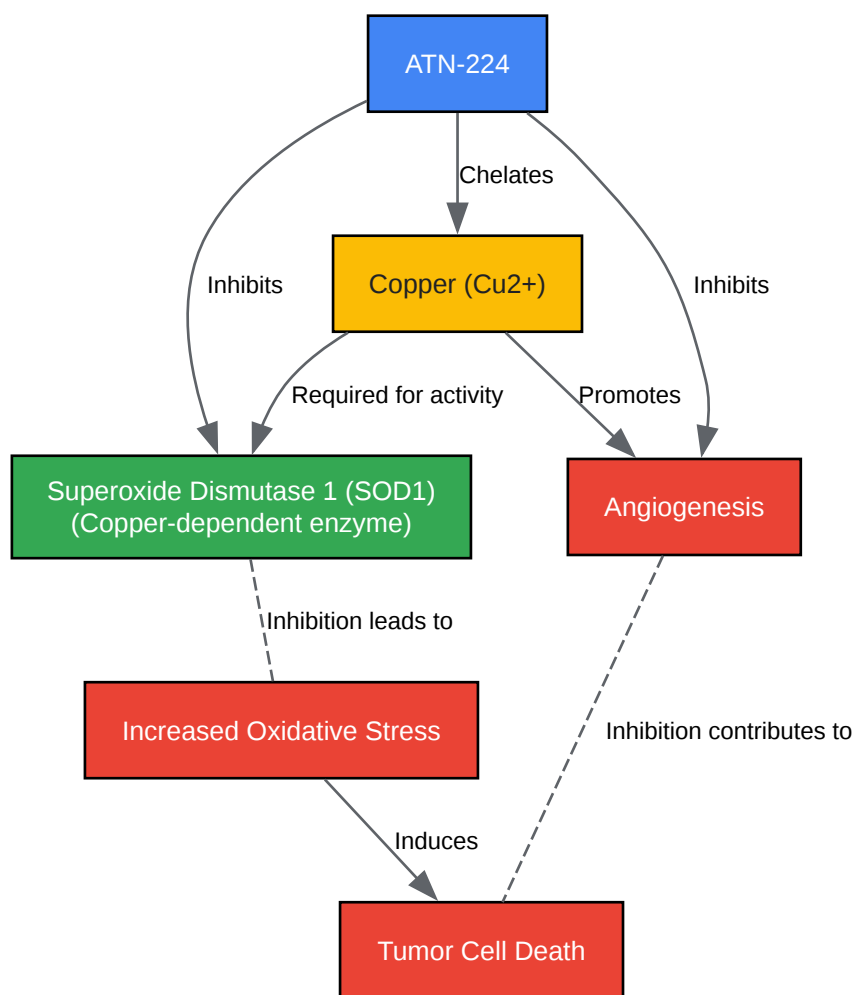 ATN-224
Chelates
Inhibits
Copper (Cu2+)
Inhibits
Required for activity
Promotes
Superoxide Dismutase 1 (SOD1)
(Copper-dependent enzyme)
Angiogenesis
Inhibition leads to
Increased Oxidative Stress
Inhibition contributes to
Induces
Tumor Cell Death